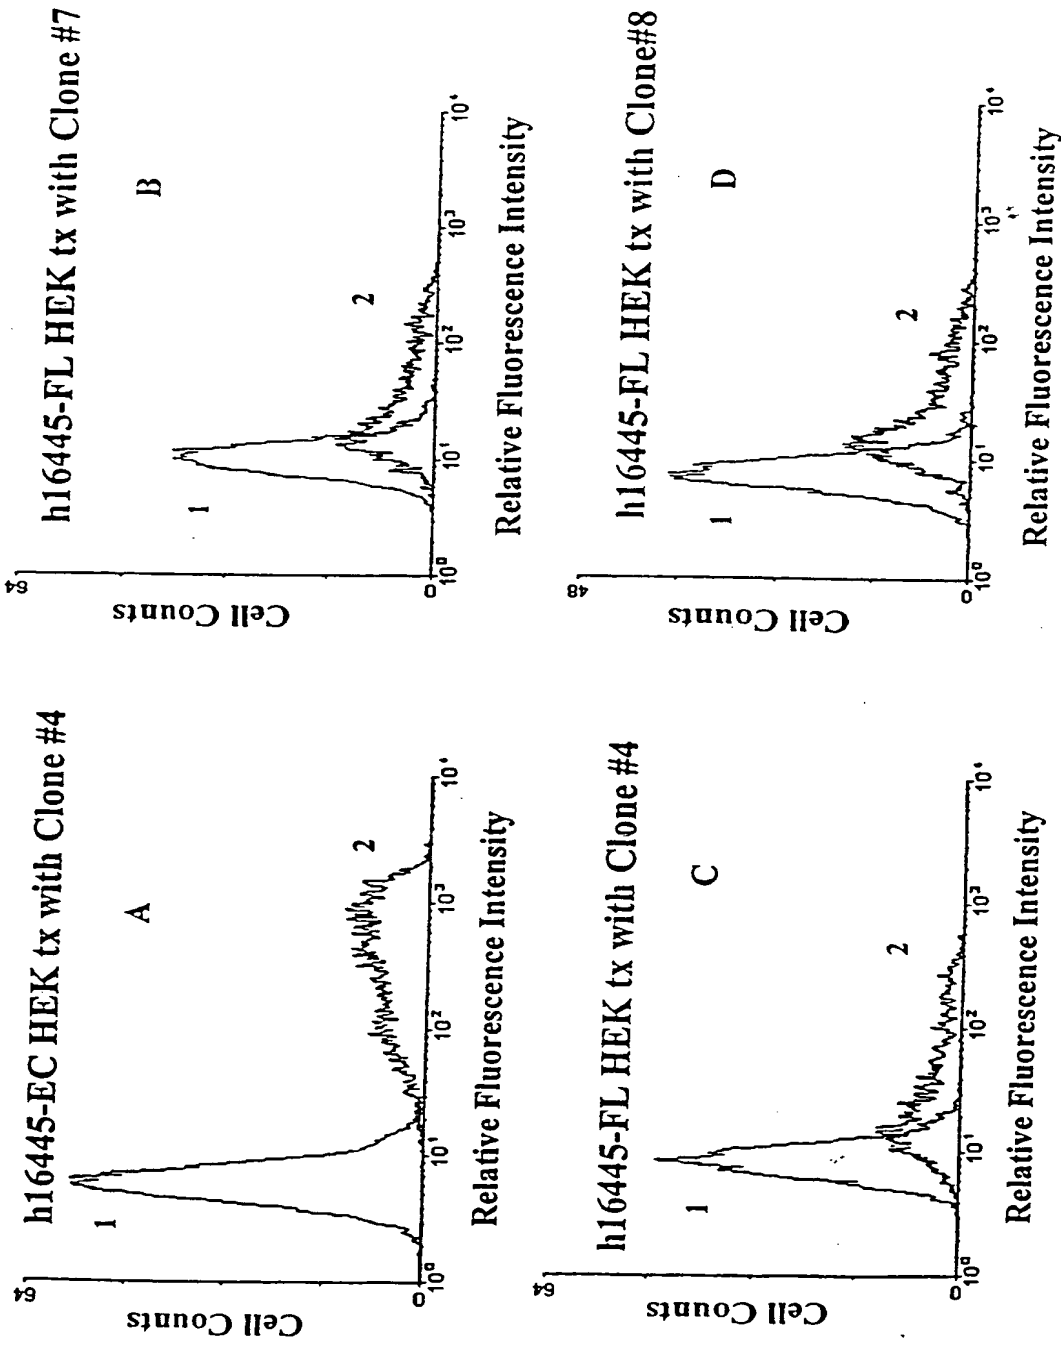 h16445-EC HEK tx with Clone #4
A
64
Cell Counts
0
1
2
10⁰
10¹
10²
10³
10⁴
Relative Fluorescence Intensity
h16445-FL HEK tx with Clone #7
B
64
Cell Counts
0
1
2
10⁰
10¹
10²
10³
10⁴
Relative Fluorescence Intensity
h16445-FL HEK tx with Clone #4
C
64
Cell Counts
0
1
2
10⁰
10¹
10²
10³
10⁴
Relative Fluorescence Intensity
h16445-FL HEK tx with Clone#8
D
48
Cell Counts
0
1
2
10⁰
10¹
10²
10³
10⁴
Relative Fluorescence Intensity